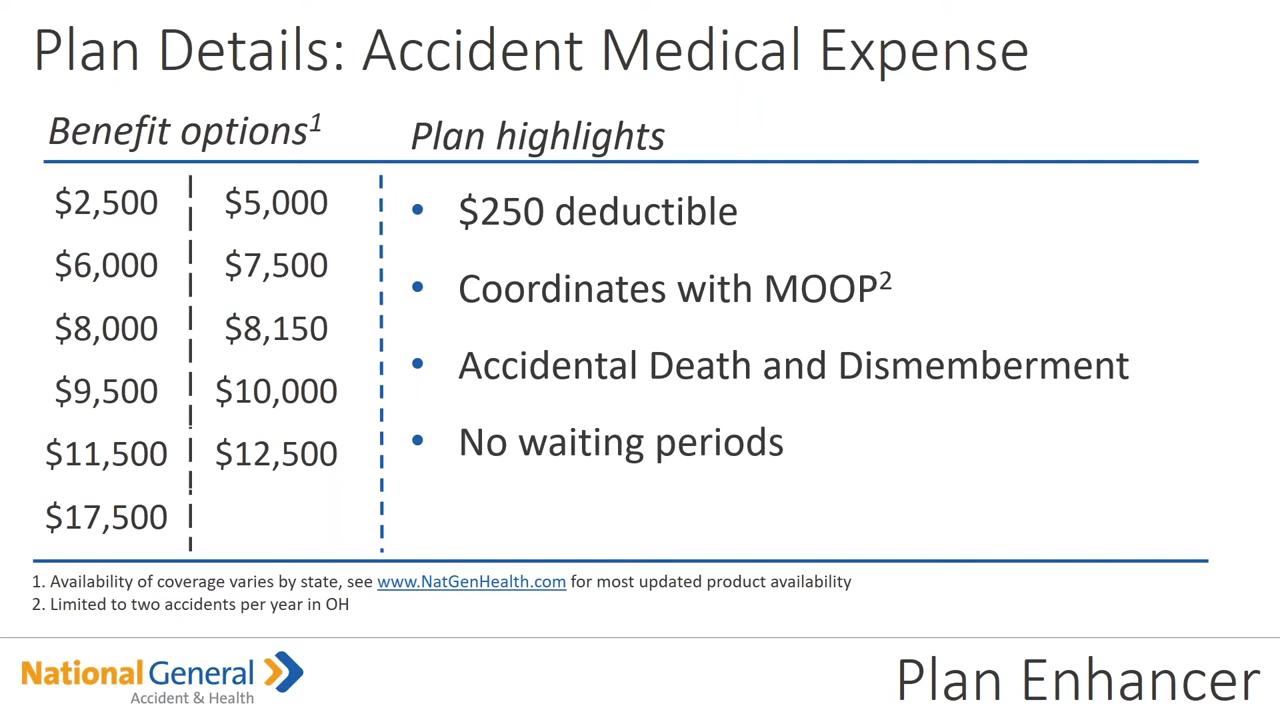 Plan Details: Accident Medical Expense
Benefit options1
Plan highlights
$2,500 $5,000
$6,000 $7,500
$8,000 $8,150
$9,500 $10,000
$11,500 $12,500
$17,500
• $250 deductible
• Coordinates with MOOP2
• Accidental Death and Dismemberment
• No waiting periods
1. Availability of coverage varies by state, see www.NatGenHealth.com for most updated product availability
2. Limited to two accidents per year in OH
National General
Accident & Health
Plan Enhancer